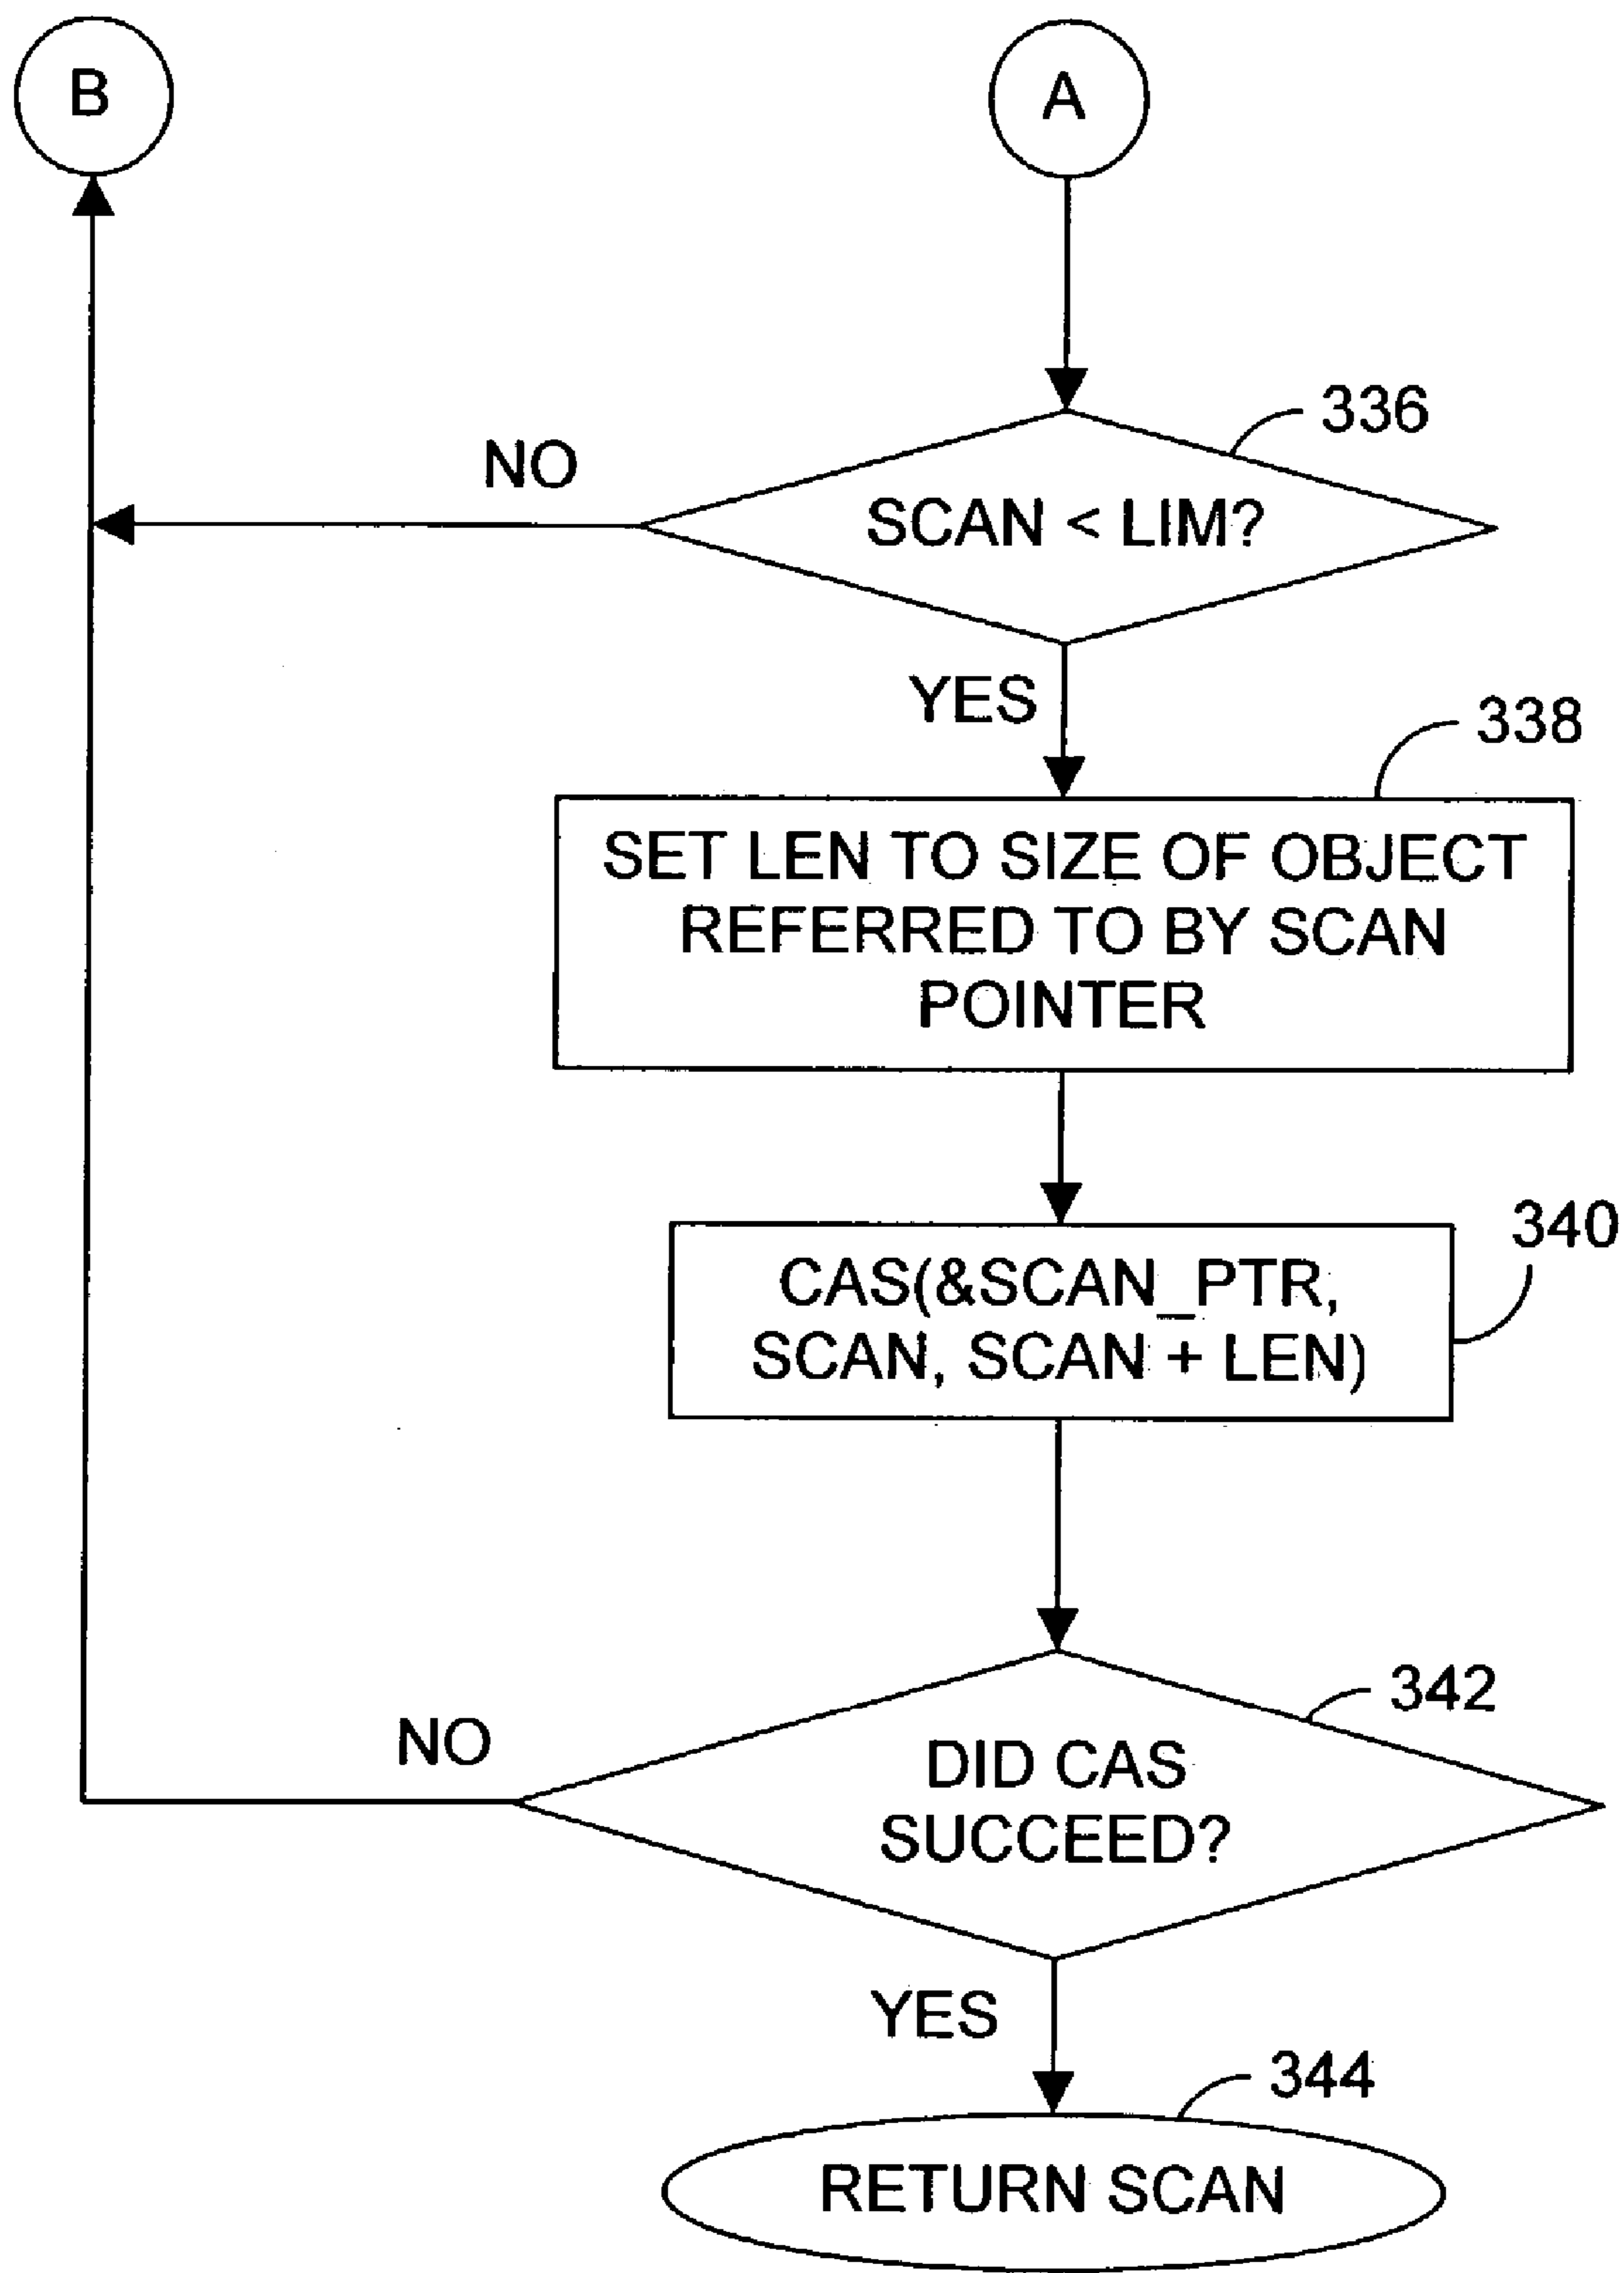 B
A
336
NO
SCAN < LIM?
YES
338
SET LEN TO SIZE OF OBJECT
REFERRED TO BY SCAN
POINTER
340
CAS(&SCAN_PTR,
SCAN, SCAN + LEN)
342
NO
DID CAS
SUCCEED?
YES
344
RETURN SCAN